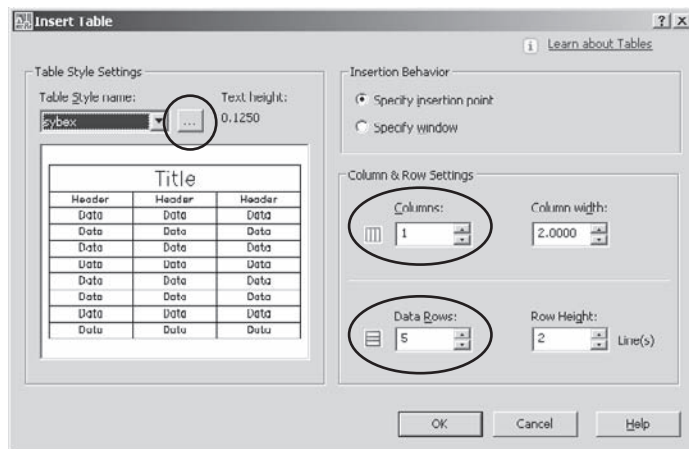 Insert Table
Learn about Tables
Table Style Settings
Table Style name:
Text height:
sybex
...
0.1250
Title
Header Header Header
Data Data Data
Data Data Data
Data Data Data
Data Data Data
Data Data Data
Data Data Data
Data Data Data
Data Data Data
Insertion Behavior
Specify insertion point
Specify window
Column & Row Settings
Columns:
Column width:
1
2.0000
Data Rows:
Row Height:
5
2
Line(s)
OK
Cancel
Help